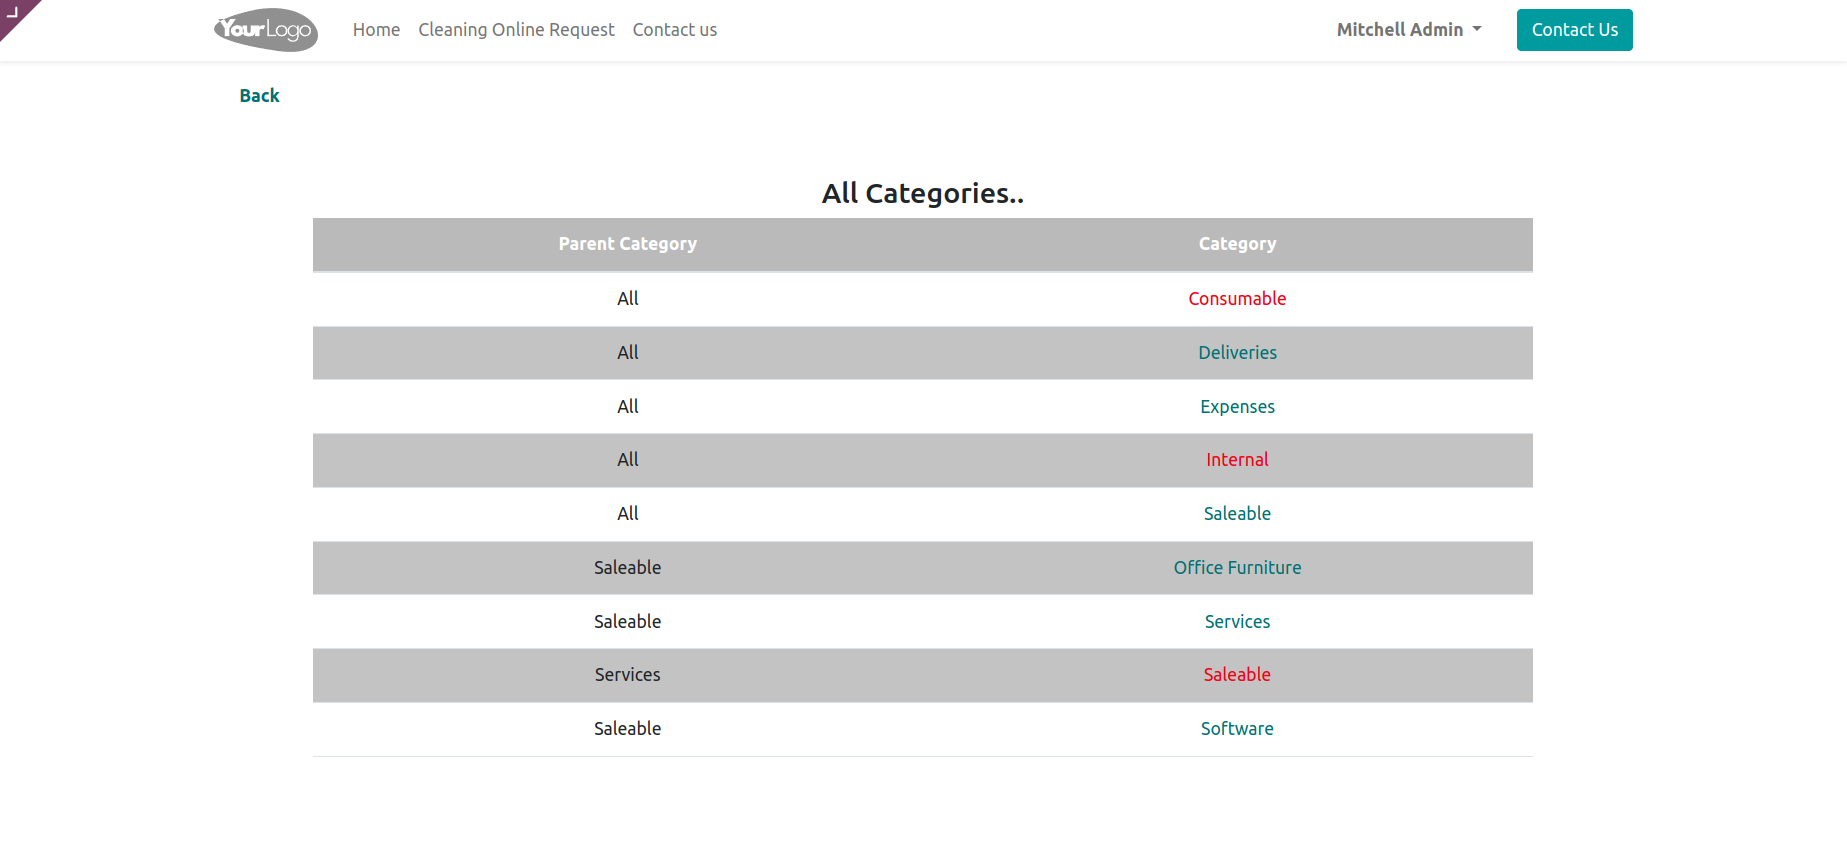 YourLogo Home Cleaning Online Request Contact us Mitchell Admin Contact Us
Back
All Categories..
Parent Category Category
All Consumable
All Deliveries
All Expenses
All Internal
All Saleable
Saleable Office Furniture
Saleable Services
Services Saleable
Saleable Software